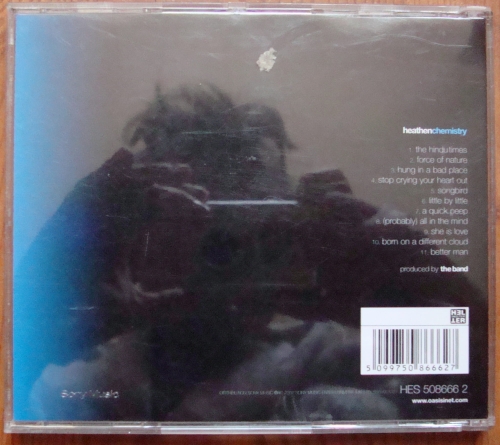 heathenchemistry
1. the hindu times
2. force of nature
3. hung in a bad place
4. stop crying your heart out
5. songbird
6. little by little
7. a quick peep
8. (probably) all in the mind
9. she is love
10. born on a different cloud
11. better man
produced by the band
5 099750 866627
HES 508666 2
www.oasisinet.com
Sony Music